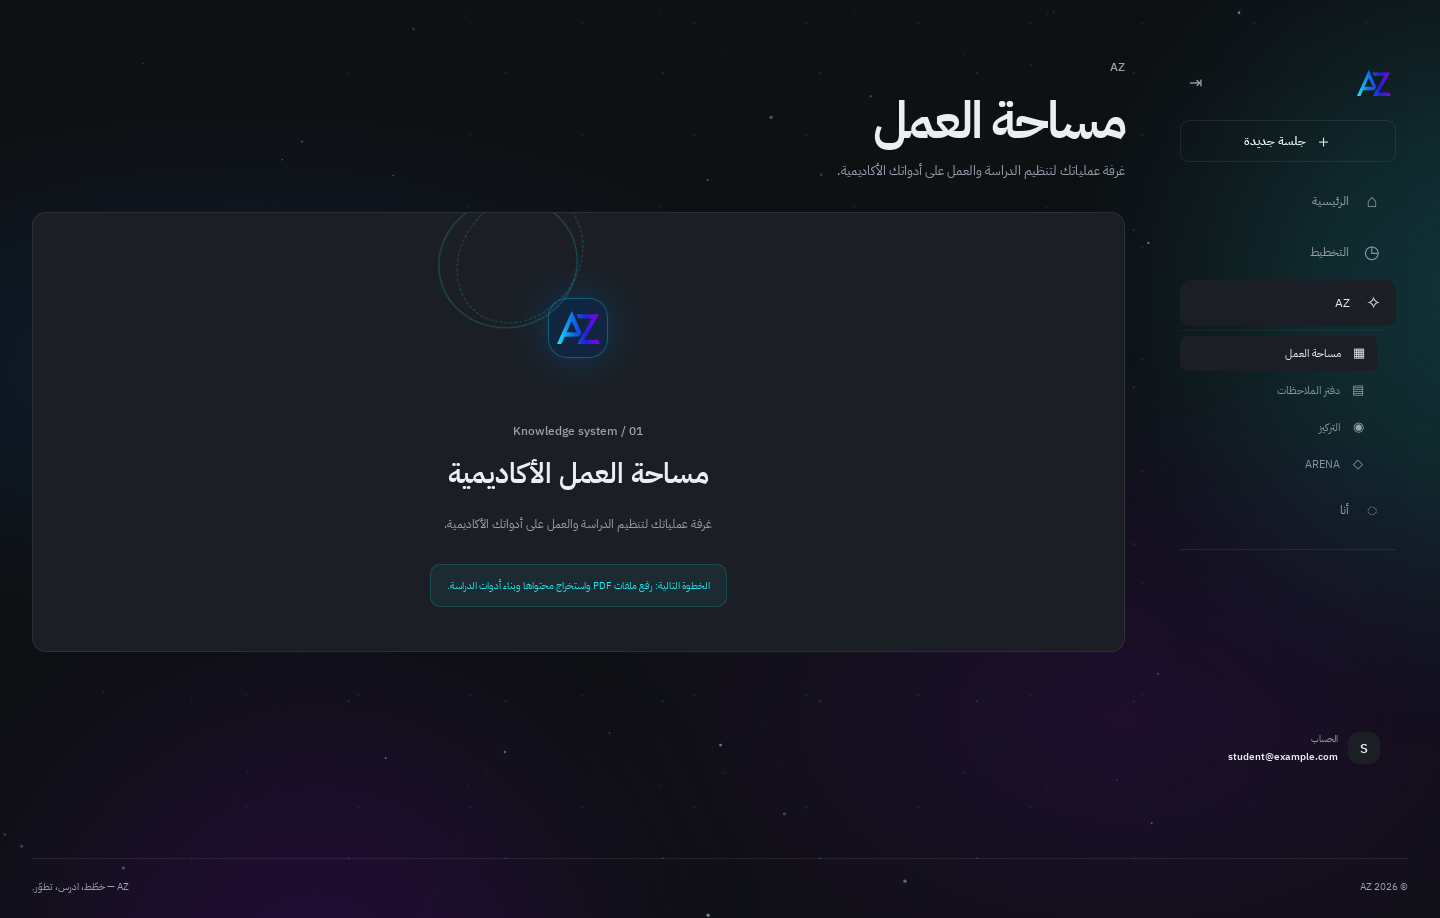 AZ
جلسة جديدة
الرئيسية
التخطيط
AZ
مساحة العمل
دفتر الملاحظات
التركيز
ARENA
أنا
الحساب
student@example.com
S
AZ
مساحة العمل
غرفة عملياتك لتنظيم الدراسة والعمل على أدواتك الأكاديمية.
AZ
Knowledge system / 01
مساحة العمل الأكاديمية
غرفة عملياتك لتنظيم الدراسة والعمل على أدواتك الأكاديمية.
الخطوة التالية: رفع ملفات PDF واستخراج محتواها وبناء أدوات الدراسة.
© 2026 AZ
AZ — خطّط، ادرس، تطوّر.